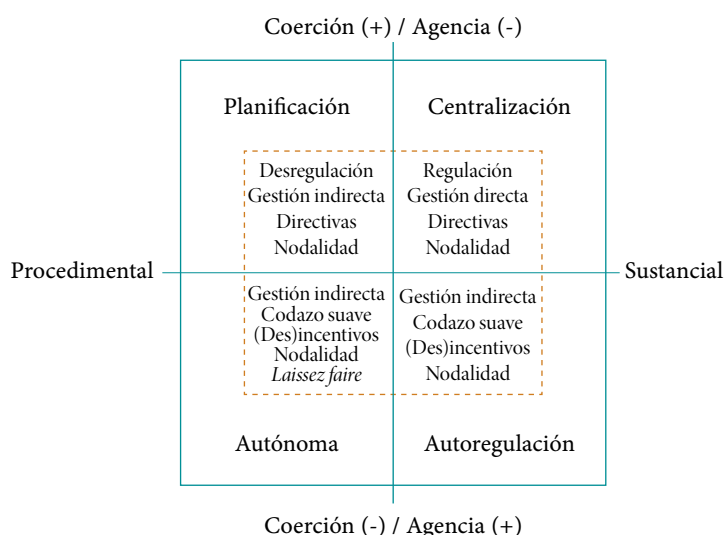 Coerción (+) / Agencia (-)
Planificación
Centralización
Desregulación
Gestión indirecta
Directivas
Nodalidad
Regulación
Gestión directa
Directivas
Nodalidad
Procedimental
Sustancial
Gestión indirecta
Codazo suave
(Des)incentivos
Nodalidad
Laissez faire
Gestión indirecta
Codazo suave
(Des)incentivos
Nodalidad
Autónoma
Autoregulación
Coerción (-) / Agencia (+)